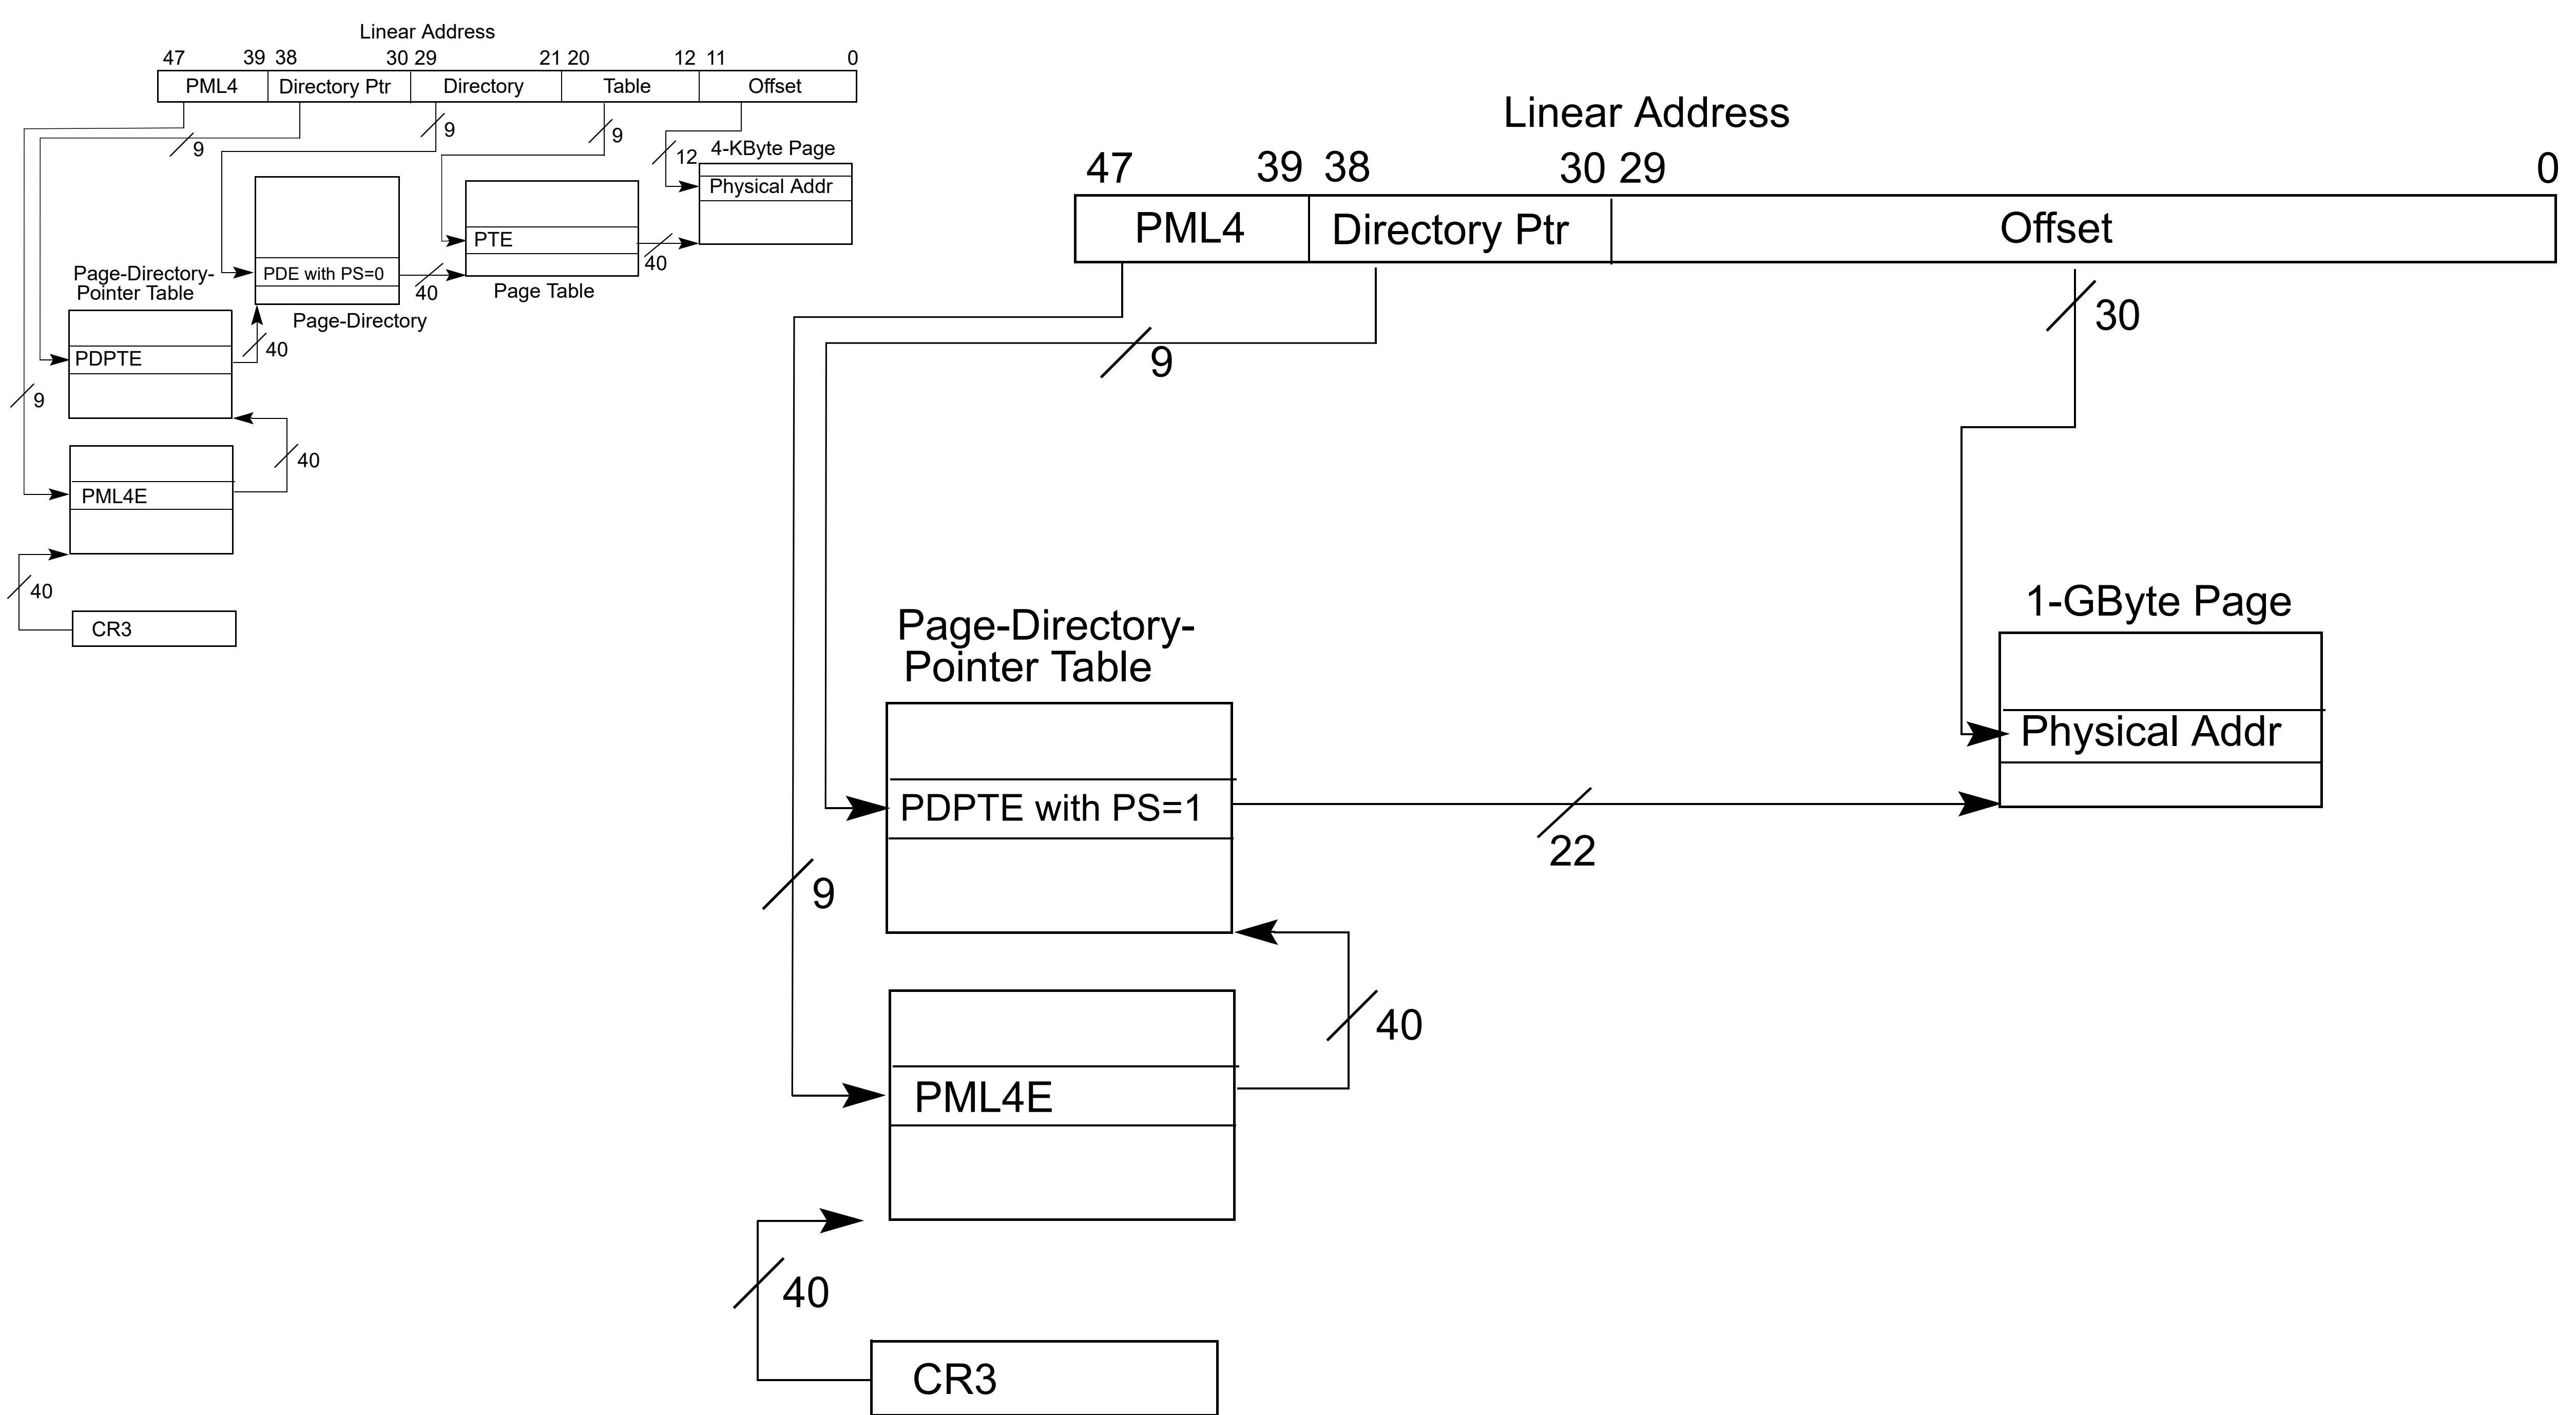 Linear Address
47 39 38 30 29 21 20 12 11 0
PML4 Directory Ptr Directory Table Offset
9 9 9 12
4-KByte Page
Physical Addr
PTE
40
PDE with PS=0
40
Page Table
Page-Directory
Page-Directory-
Pointer Table
40
PDPTE
9
40
PML4E
40
CR3
Linear Address
47 39 38 30 29 0
PML4 Directory Ptr Offset
30
9
1-GByte Page
Physical Addr
Page-Directory-
Pointer Table
PDPTE with PS=1
22
9
40
PML4E
40
CR3